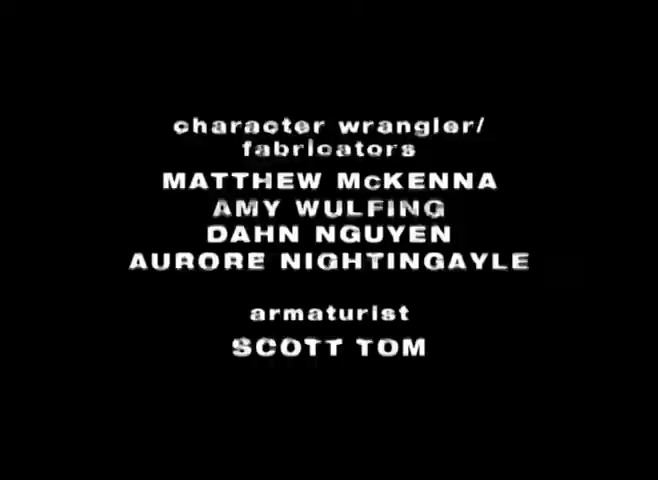 character wrangler/
fabricators
MATTHEW McKENNA
AMY WULFING
DAHN NGUYEN
AURORE NIGHTINGAYLE
armaturist
SCOTT TOM